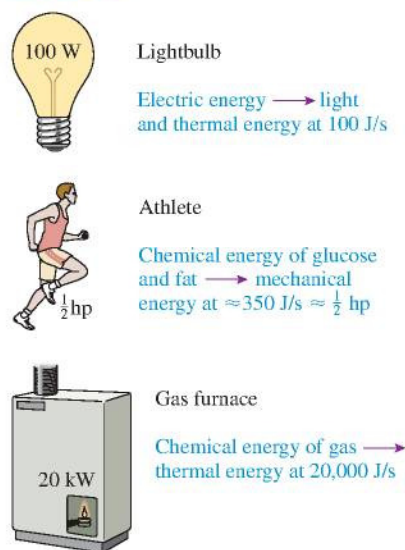 100 W
Lightbulb
Electric energy ⟶ light
and thermal energy at 100 J/s
Athlete
Chemical energy of glucose
and fat ⟶ mechanical
energy at ≈350 J/s ≈ 1/2 hp
1/2 hp
Gas furnace
Chemical energy of gas ⟶
thermal energy at 20,000 J/s
20 kW